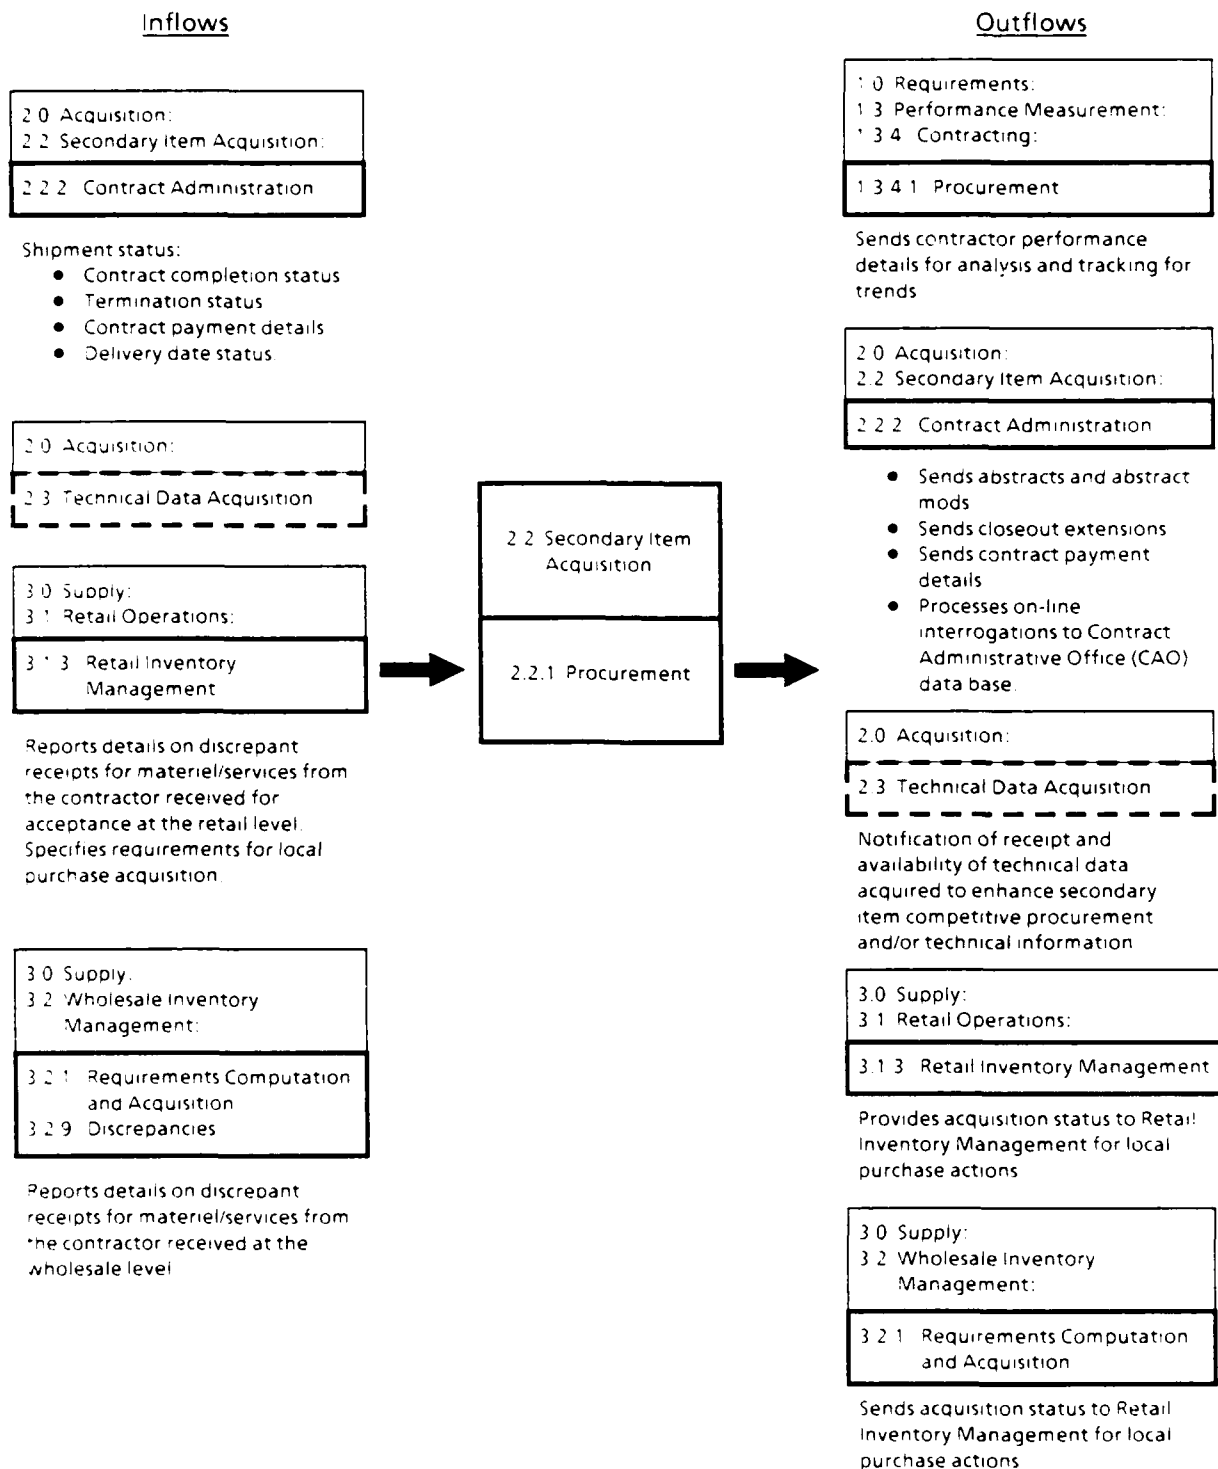 Inflows
2.0 Acquisition:
2.2 Secondary Item Acquisition:
2.2.2 Contract Administration
Shipment status:
● Contract completion status
● Termination status
● Contract payment details
● Delivery date status.
2.0 Acquisition:
2.3 Technical Data Acquisition
3.0 Supply:
3.1 Retail Operations:
3.1.3 Retail Inventory
Management
Reports details on discrepant
receipts for materiel/services from
the contractor received for
acceptance at the retail level.
Specifies requirements for local
purchase acquisition.
3.0 Supply.
3.2 Wholesale Inventory
Management:
3.2.1 Requirements Computation
and Acquisition
3.2.9 Discrepancies
Reports details on discrepant
receipts for materiel/services from
the contractor received at the
wholesale level
2.2 Secondary Item
Acquisition
2.2.1 Procurement
Outflows
1.0 Requirements:
1.3 Performance Measurement:
1.3.4 Contracting:
1.3.4.1 Procurement
Sends contractor performance
details for analysis and tracking for
trends
2.0 Acquisition:
2.2 Secondary Item Acquisition:
2.2.2 Contract Administration
● Sends abstracts and abstract
mods
● Sends closeout extensions
● Sends contract payment
details
● Processes on-line
interrogations to Contract
Administrative Office (CAO)
data base.
2.0 Acquisition:
2.3 Technical Data Acquisition
Notification of receipt and
availability of technical data
acquired to enhance secondary
item competitive procurement
and/or technical information
3.0 Supply:
3.1 Retail Operations:
3.1.3 Retail Inventory Management
Provides acquisition status to Retail
Inventory Management for local
purchase actions
3.0 Supply:
3.2 Wholesale Inventory
Management:
3.2.1 Requirements Computation
and Acquisition
Sends acquisition status to Retail
Inventory Management for local
purchase actions